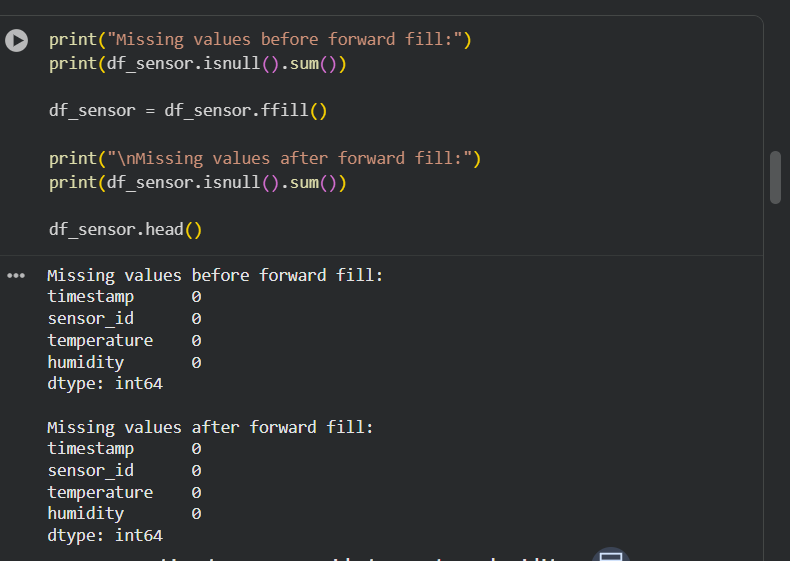 print("Missing values before forward fill:")
print(df_sensor.isnull().sum())
df_sensor = df_sensor.ffill()
print("\nMissing values after forward fill:")
print(df_sensor.isnull().sum())
df_sensor.head()
Missing values before forward fill:
timestamp      0
sensor_id      0
temperature    0
humidity       0
dtype: int64
Missing values after forward fill:
timestamp      0
sensor_id      0
temperature    0
humidity       0
dtype: int64